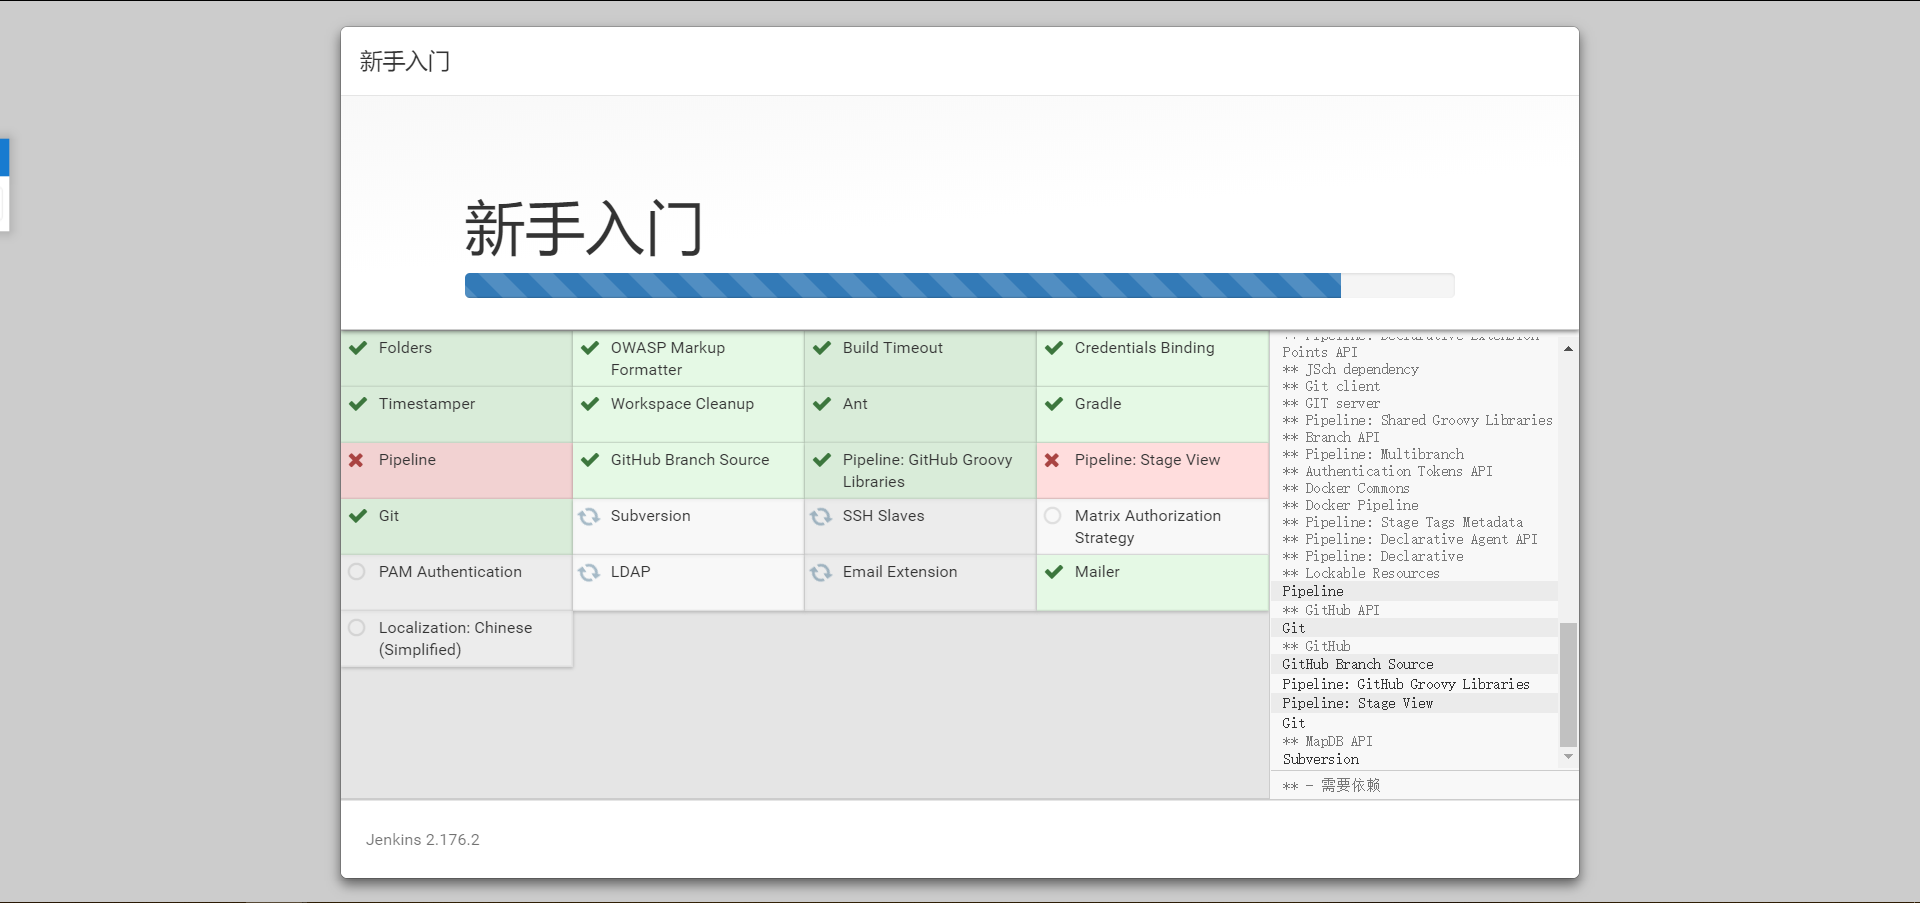 新手入门
新手入门
Folders
OWASP Markup
Formatter
Build Timeout
Credentials Binding
Timestamper
Workspace Cleanup
Ant
Gradle
Pipeline
GitHub Branch Source
Pipeline: GitHub Groovy
Libraries
Pipeline: Stage View
Git
Subversion
SSH Slaves
Matrix Authorization
Strategy
PAM Authentication
LDAP
Email Extension
Mailer
Localization: Chinese
(Simplified)
** Pipeline: Declarative Extension
Points API
** JSch dependency
** Git client
** GIT server
** Pipeline: Shared Groovy Libraries
** Branch API
** Pipeline: Multibranch
** Authentication Tokens API
** Docker Commons
** Docker Pipeline
** Pipeline: Stage Tags Metadata
** Pipeline: Declarative Agent API
** Pipeline: Declarative
** Lockable Resources
Pipeline
** GitHub API
Git
** GitHub
GitHub Branch Source
Pipeline: GitHub Groovy Libraries
Pipeline: Stage View
Git
** MapDB API
Subversion
** - 需要依赖
Jenkins 2.176.2